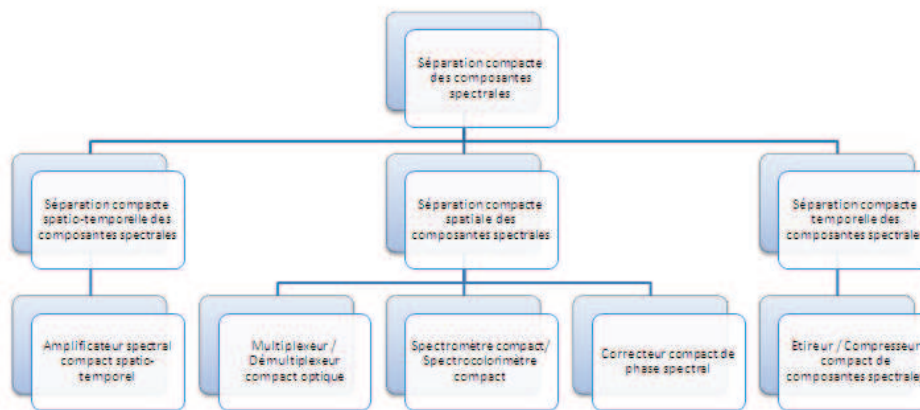 Séparation compacte
des composantes
spectrales
Séparation compacte
spatio-temporelle des
composantes spectrales
Séparation compacte
spatiale des
composantes spectrales
Séparation compacte
temporelle des
composantes spectrale
Amplificateur spectral
compact spatio-
temporel
Multiplexeur /
Démultiplexeur
compact optique
Spectromètre compact/
Spectrocolorimètre
compact
Correcteur compact de
phase spectral
Etireur / Compresseur
compact de
composantes spectrale